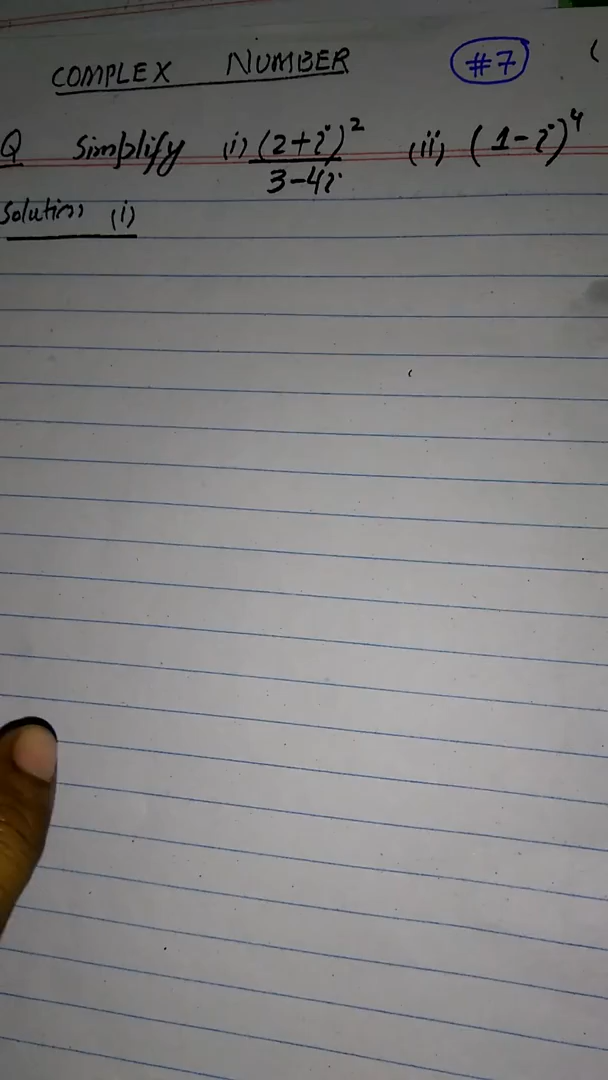 COMPLEX NUMBER #7 (
Q Simplify (i) (2+i)²/3-4i (ii) (1-i)⁴
Solution: (i)